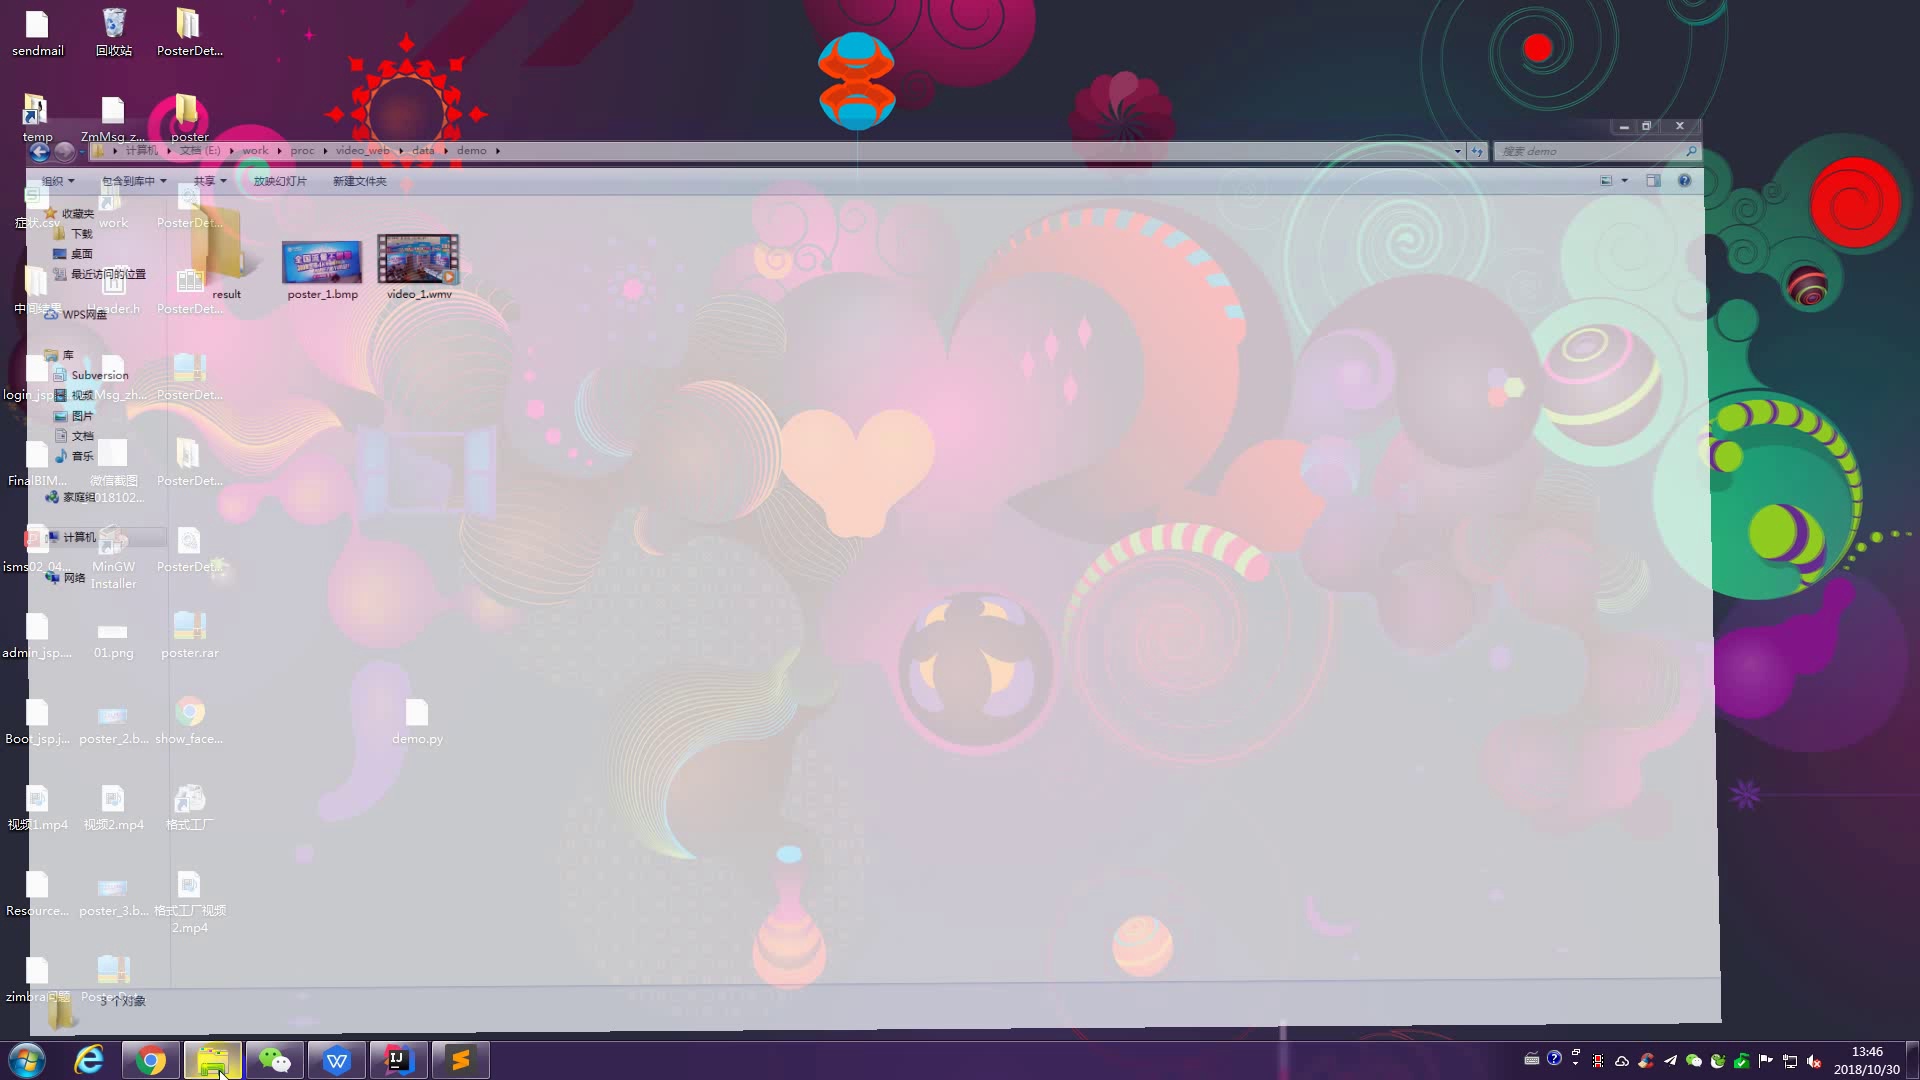 sendmail
回收站
PosterDet...
temp
ZmMsg_z...
poster
计算机
文档 (E:)
work
proc
video_web
data
demo
搜索 demo
组织
包含到库中
共享
放映幻灯片
新建文件夹
收藏夹
下载
桌面
最近访问的位置
WPS网盘
库
Subversion
视频
图片
文档
音乐
家庭组
计算机
网络
症状.csv
work
PosterDet...
result
poster_1.bmp
video_1.wmv
Header.h
PosterDet...
login_jsp
Msg_zh...
PosterDet...
FinalBIM...
微信截图
018102...
PosterDet...
isms02_04
MinGW
Installer
PosterDet...
admin_jsp....
01.png
poster.rar
Boot_jsp.j...
poster_2.b...
show_face...
demo.py
视频1.mp4
视频2.mp4
格式工厂
Resource...
poster_3.b...
格式工厂视频
2.mp4
zimbra问题
3 个对象
13:46
2018/10/30